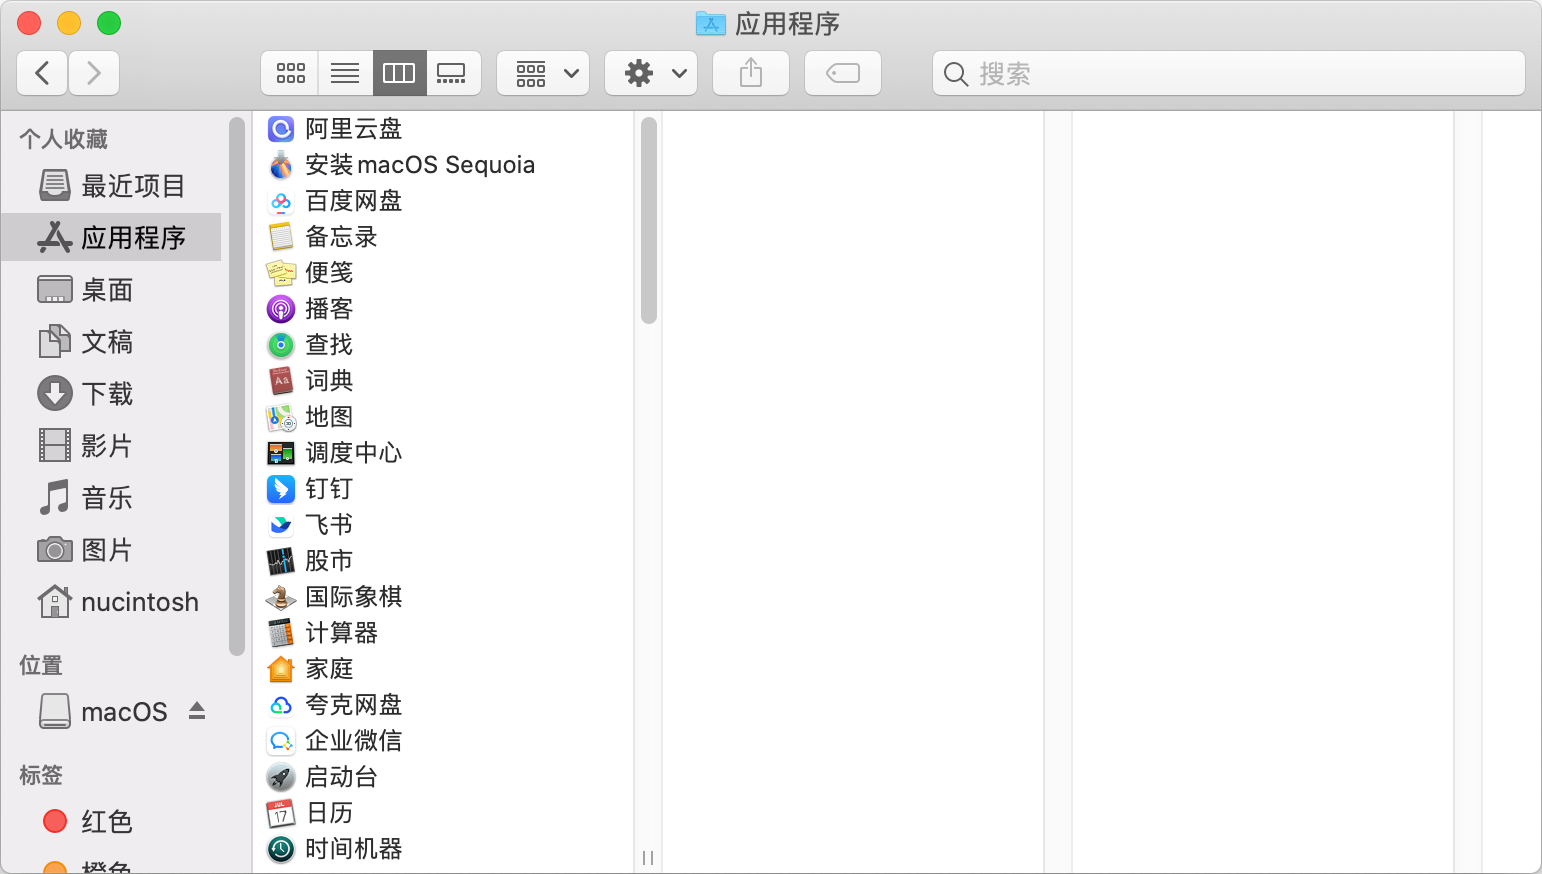 应用程序
搜索
个人收藏
最近项目
应用程序
桌面
文稿
下载
影片
音乐
图片
nucintosh
位置
macOS
标签
红色
橙色
阿里云盘
安装macOS Sequoia
百度网盘
备忘录
便笺
播客
查找
词典
地图
调度中心
钉钉
飞书
股市
国际象棋
计算器
家庭
夸克网盘
企业微信
启动台
日历
时间机器